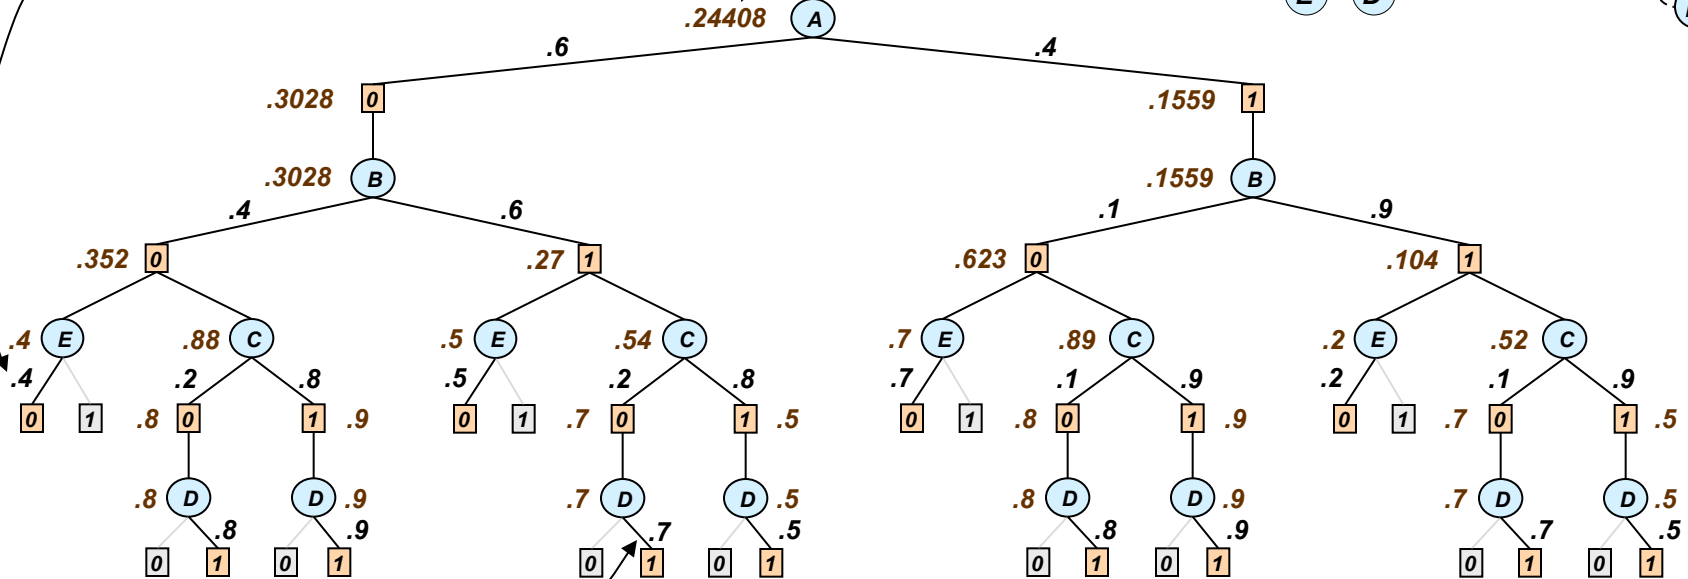 .24408 A
.6 .4
.3028 0 .1559 1
.3028 B .1559 B
.4 .6 .1 .9
.352 0 .27 1 .623 0 .104 1
.4 E .88 C .5 E .54 C .7 E .89 C .2 E .52 C
.4 .2 .8 .5 .2 .8 .7 .1 .9 .2 .1 .9
0 1 .8 0 1 .9 0 1 .7 0 1 .5 0 1 .8 0 1 .9 0 1 .7 0 1 .5
.8 D D .9 .7 D D .5 .8 D D .9 .7 D D .5
.8 .9 .7 .5 .8 .9 .7 .5
0 1 0 1 0 1 0 1 0 1 0 1 0 1 0 1